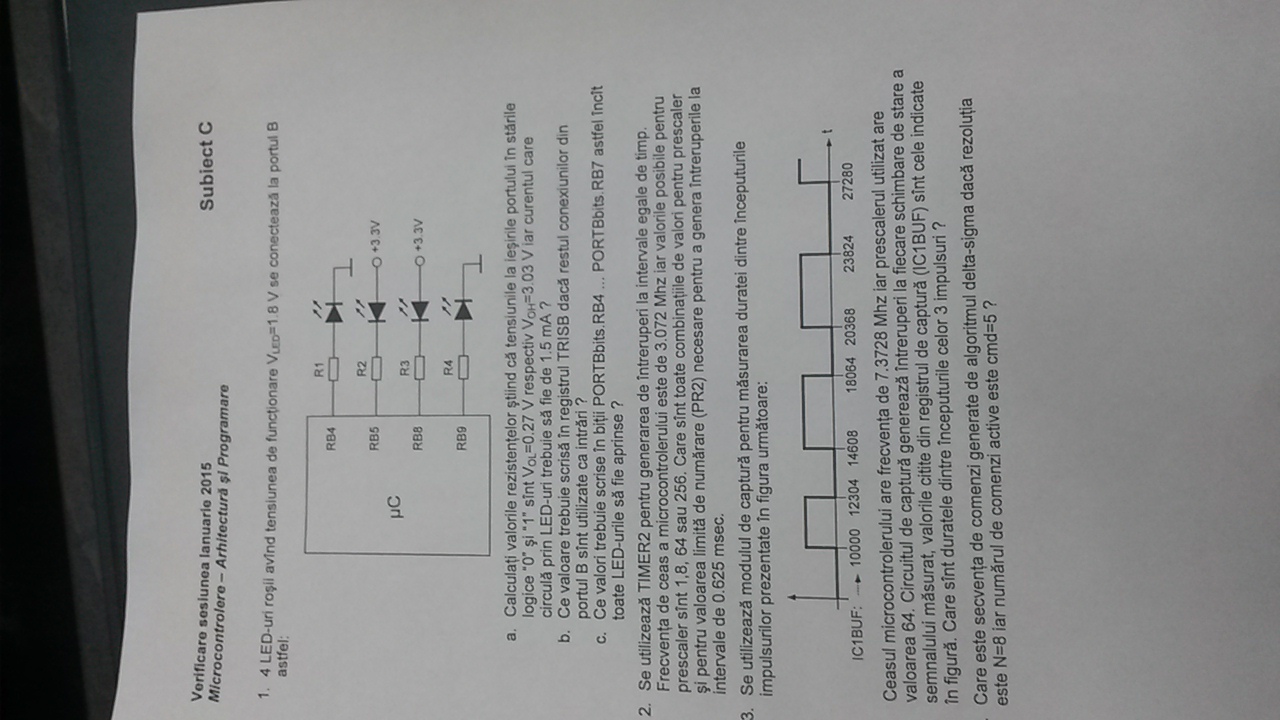 Verificare sesiunea Ianuarie 2015
Subiect C
Microcontrolere – Arhitectură şi Programare
1. 4 LED-uri roşii avînd tensiunea de funcţionare VLED=1.8 V se conectează la portul B
astfel:
µC
RB4
R1
RB5
R2
+3.3V
RB8
R3
+3.3V
RB9
R4
a. Calculaţi valorile rezistenţelor ştiind că tensiunile la ieşirile portului în stările
logice "0" şi "1" sînt VOL=0.27 V respectiv VOH=3.03 V iar curentul care
circulă prin LED-uri trebuie să fie de 1.5 mA ?
b. Ce valoare trebuie scrisă în registrul TRISB dacă restul conexiunilor din
portul B sînt utilizate ca intrări ?
c. Ce valori trebuie scrise în biţii PORTBbits.RB4 ... PORTBbits.RB7 astfel încît
toate LED-urile să fie aprinse ?
2. Se utilizează TIMER2 pentru generarea de întreruperi la intervale egale de timp.
Frecvenţa de ceas a microcontrolerului este de 3.072 Mhz iar valorile posibile pentru
prescaler sînt 1,8, 64 sau 256. Care sînt toate combinaţiile de valori pentru prescaler
şi pentru valoarea limită de numărare (PR2) necesare pentru a genera întreruperile la
intervale de 0.625 msec.
3. Se utilizează modulul de captură pentru măsurarea duratei dintre începuturile
impulsurilor prezentate în figura următoare:
t
IC1BUF: 10000 12304 14608 18064 20368 23824 27280
Ceasul microcontrolerului are frecvenţa de 7.3728 Mhz iar prescalerul utilizat are
valoarea 64. Circuitul de captură generează întreruperi la fiecare schimbare de stare a
semnalului măsurat, valorile citite din registrul de captură (IC1BUF) sînt cele indicate
în figură. Care sînt duratele dintre începuturile celor 3 impulsuri ?
Care este secvenţa de comenzi generate de algoritmul delta-sigma dacă rezoluţia
este N=8 iar numărul de comenzi active este cmd=5 ?